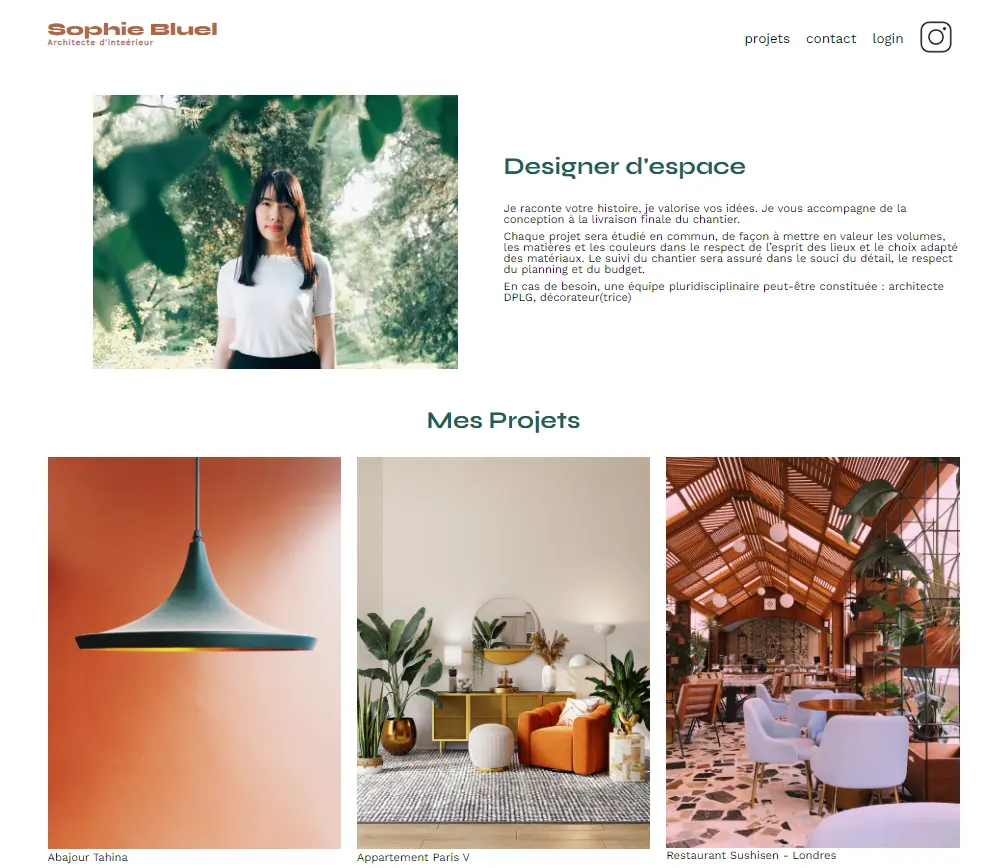 Sophie Bluel
Architecte d'inteérieur
projets contact login
Designer d'espace
Je raconte votre histoire, je valorise vos idées. Je vous accompagne de la
conception à la livraison finale du chantier.
Chaque projet sera étudié en commun, de façon à mettre en valeur les volumes,
les matières et les couleurs dans le respect de l'esprit des lieux et le choix adapté
des matériaux. Le suivi du chantier sera assuré dans le souci du détail, le respect
du planning et du budget.
En cas de besoin, une équipe pluridisciplinaire peut-être constituée : architecte
DPLG, décorateur(trice)
Mes Projets
Abajour Tahina
Appartement Paris V
Restaurant Sushisen - Londres